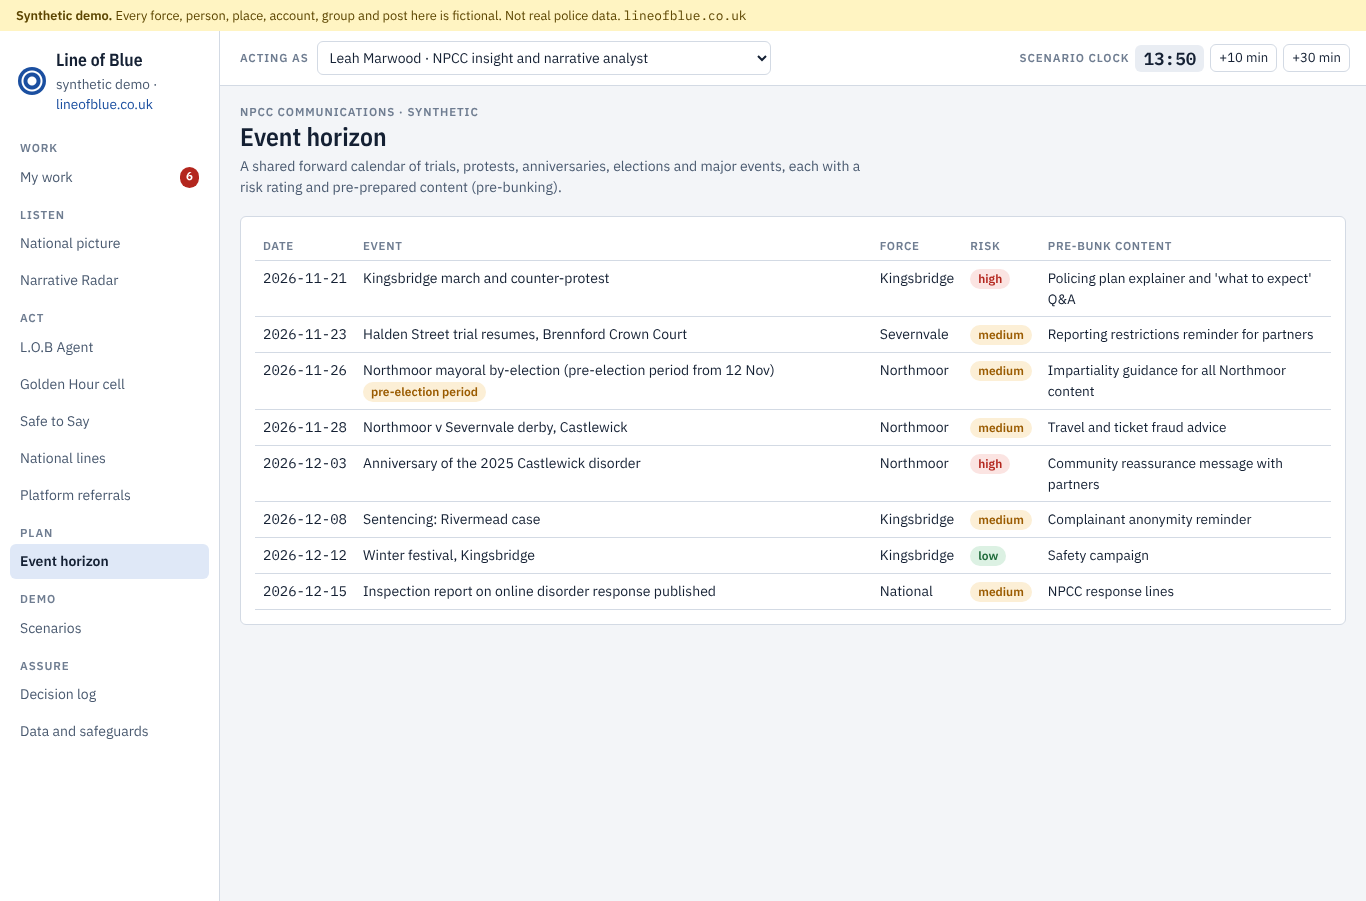 Synthetic demo. Every force, person, place, account, group and post here is fictional. Not real police data. lineofblue.co.uk
Line of Blue
synthetic demo ·
lineofblue.co.uk
ACTING AS
Leah Marwood · NPCC insight and narrative analyst
SCENARIO CLOCK
13:50
+10 min
+30 min
WORK
My work
6
LISTEN
National picture
Narrative Radar
ACT
L.O.B Agent
Golden Hour cell
Safe to Say
National lines
Platform referrals
PLAN
Event horizon
DEMO
Scenarios
ASSURE
Decision log
Data and safeguards
NPCC COMMUNICATIONS · SYNTHETIC
Event horizon
A shared forward calendar of trials, protests, anniversaries, elections and major events, each with a
risk rating and pre-prepared content (pre-bunking).
DATE EVENT FORCE RISK PRE-BUNK CONTENT
2026-11-21 Kingsbridge march and counter-protest Kingsbridge high Policing plan explainer and 'what to expect'
Q&A
2026-11-23 Halden Street trial resumes, Brennford Crown Court Severnvale medium Reporting restrictions reminder for partners
2026-11-26 Northmoor mayoral by-election (pre-election period from 12 Nov) Northmoor medium Impartiality guidance for all Northmoor
pre-election period content
2026-11-28 Northmoor v Severnvale derby, Castlewick Northmoor medium Travel and ticket fraud advice
2026-12-03 Anniversary of the 2025 Castlewick disorder Northmoor high Community reassurance message with
partners
2026-12-08 Sentencing: Rivermead case Kingsbridge medium Complainant anonymity reminder
2026-12-12 Winter festival, Kingsbridge Kingsbridge low Safety campaign
2026-12-15 Inspection report on online disorder response published National medium NPCC response lines